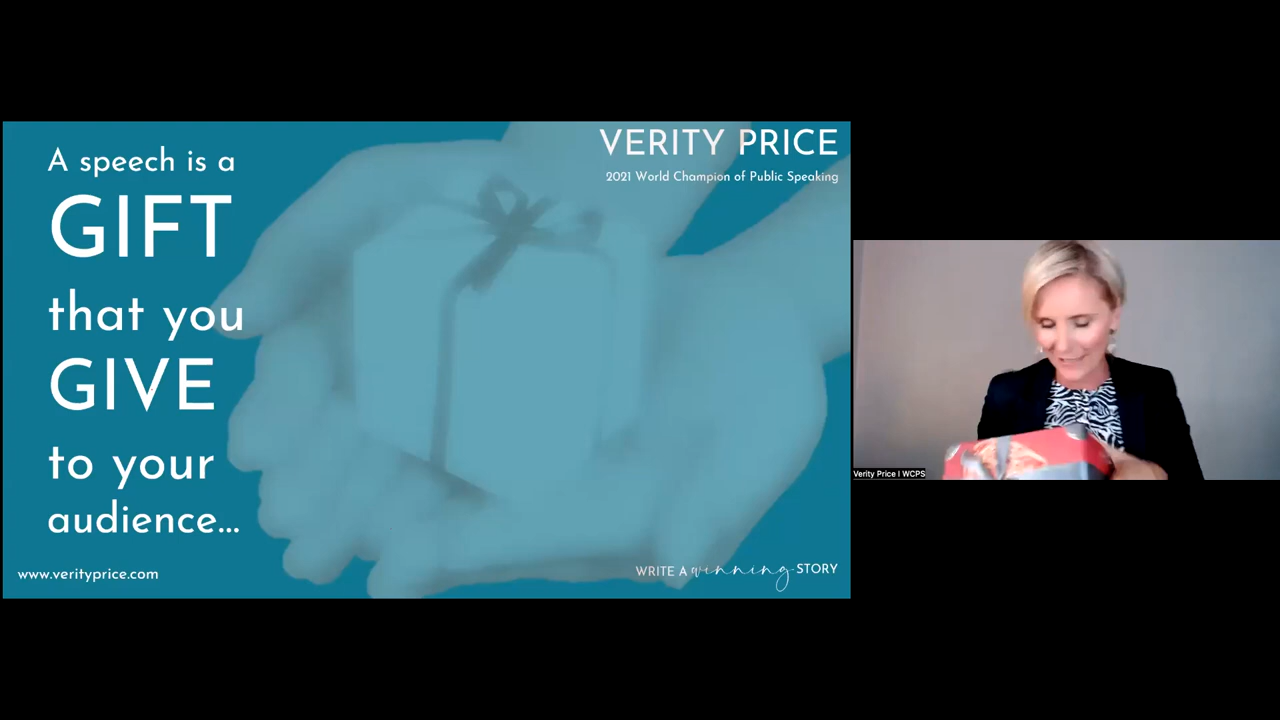 A speech is a
GIFT
that you
GIVE
to your
audience...
VERITY PRICE
2021 World Champion of Public Speaking
www.verityprice.com
WRITE A winning STORY
Verity Price I WCPS